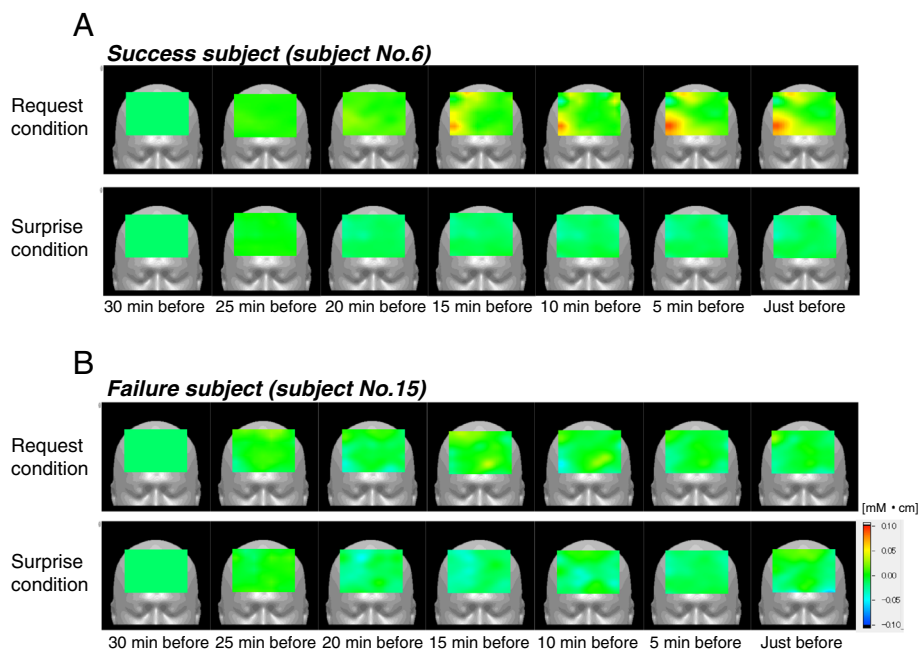 A
Success subject (subject No.6)
Request
condition
Surprise
condition
30 min before 25 min before 20 min before 15 min before 10 min before 5 min before Just before
B
Failure subject (subject No.15)
Request
condition
[mM・cm]
Surprise
condition
0.10
0.05
0.00
−0.05
−0.10
30 min before 25 min before 20 min before 15 min before 10 min before 5 min before Just before